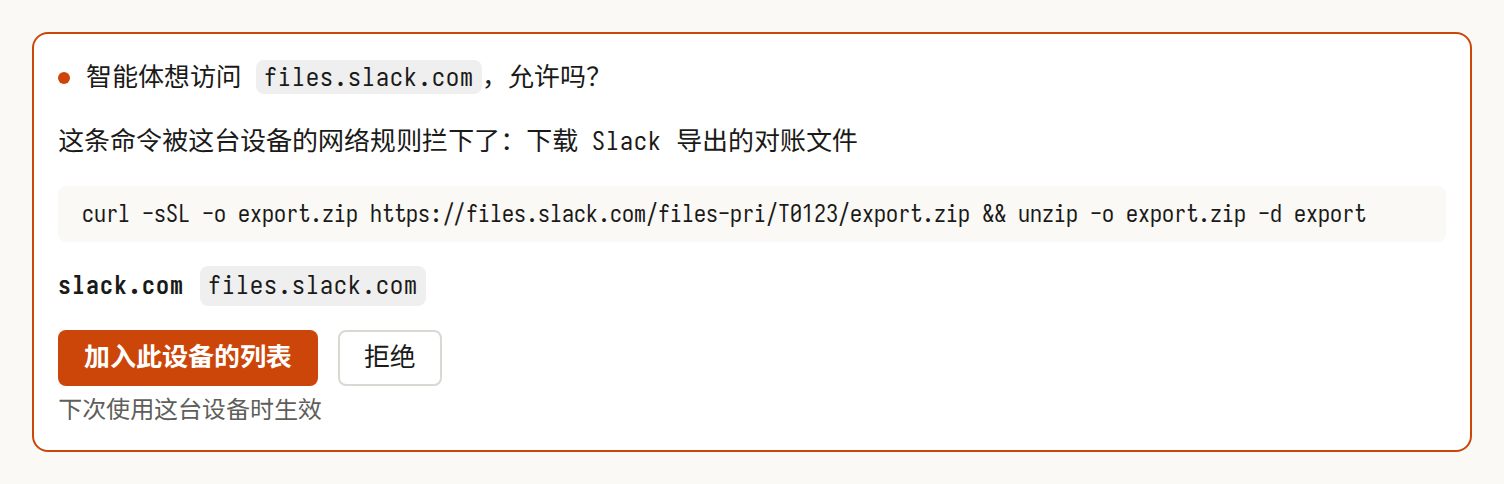 智能体想访问 files.slack.com，允许吗？
这条命令被这台设备的网络规则拦下了：下载 Slack 导出的对账文件
curl -sSL -o export.zip https://files.slack.com/files-pri/T0123/export.zip && unzip -o export.zip -d export
slack.com files.slack.com
加入此设备的列表 拒绝
下次使用这台设备时生效